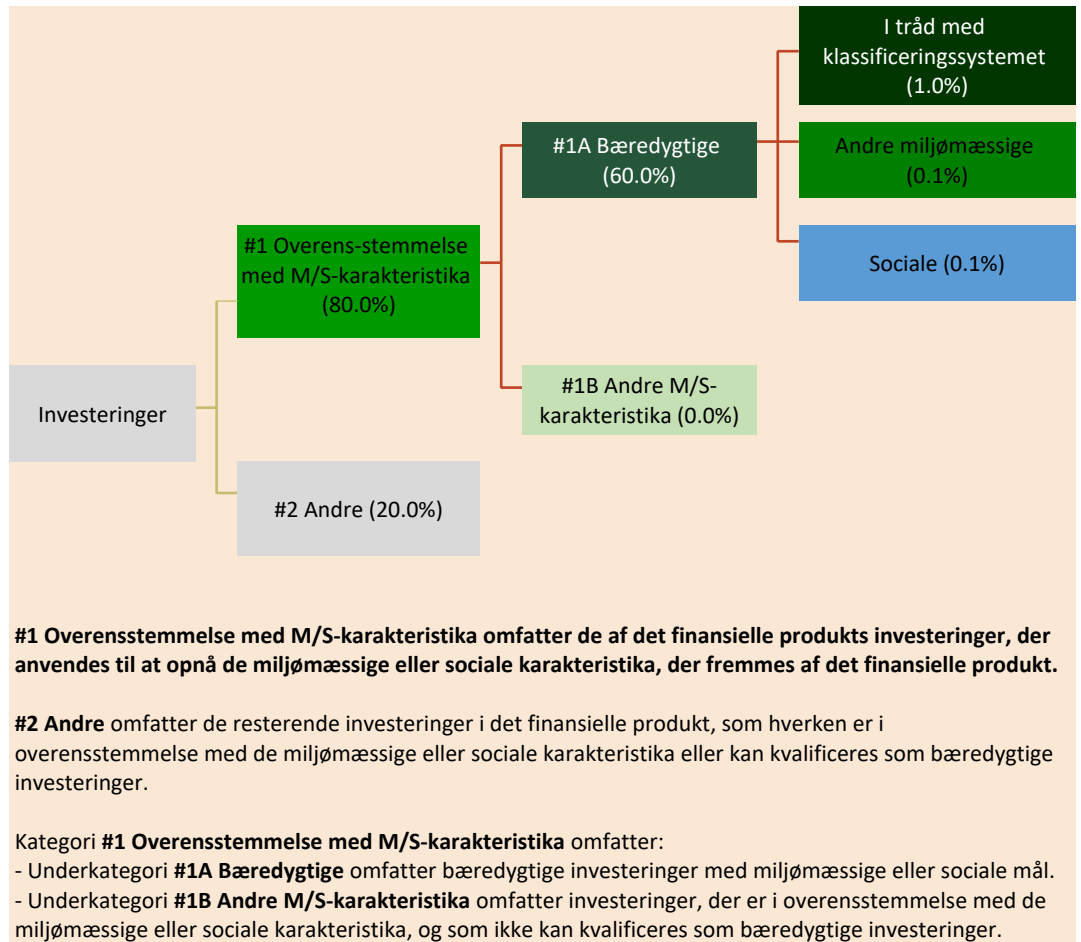 I tråd med
klassificeringssystemet
(1.0%)
#1A Bæredygtige
(60.0%)
Andre miljømæssige
(0.1%)
#1 Overens-stemmelse
med M/S-karakteristika
(80.0%)
Sociale (0.1%)
Investeringer
#1B Andre M/S-
karakteristika (0.0%)
#2 Andre (20.0%)
#1 Overensstemmelse med M/S-karakteristika omfatter de af det finansielle produkts investeringer, der
anvendes til at opnå de miljømæssige eller sociale karakteristika, der fremmes af det finansielle produkt.
#2 Andre omfatter de resterende investeringer i det finansielle produkt, som hverken er i
overensstemmelse med de miljømæssige eller sociale karakteristika eller kan kvalificeres som bæredygtige
investeringer.
Kategori #1 Overensstemmelse med M/S-karakteristika omfatter:
- Underkategori #1A Bæredygtige omfatter bæredygtige investeringer med miljømæssige eller sociale mål.
- Underkategori #1B Andre M/S-karakteristika omfatter investeringer, der er i overensstemmelse med de
miljømæssige eller sociale karakteristika, og som ikke kan kvalificeres som bæredygtige investeringer.